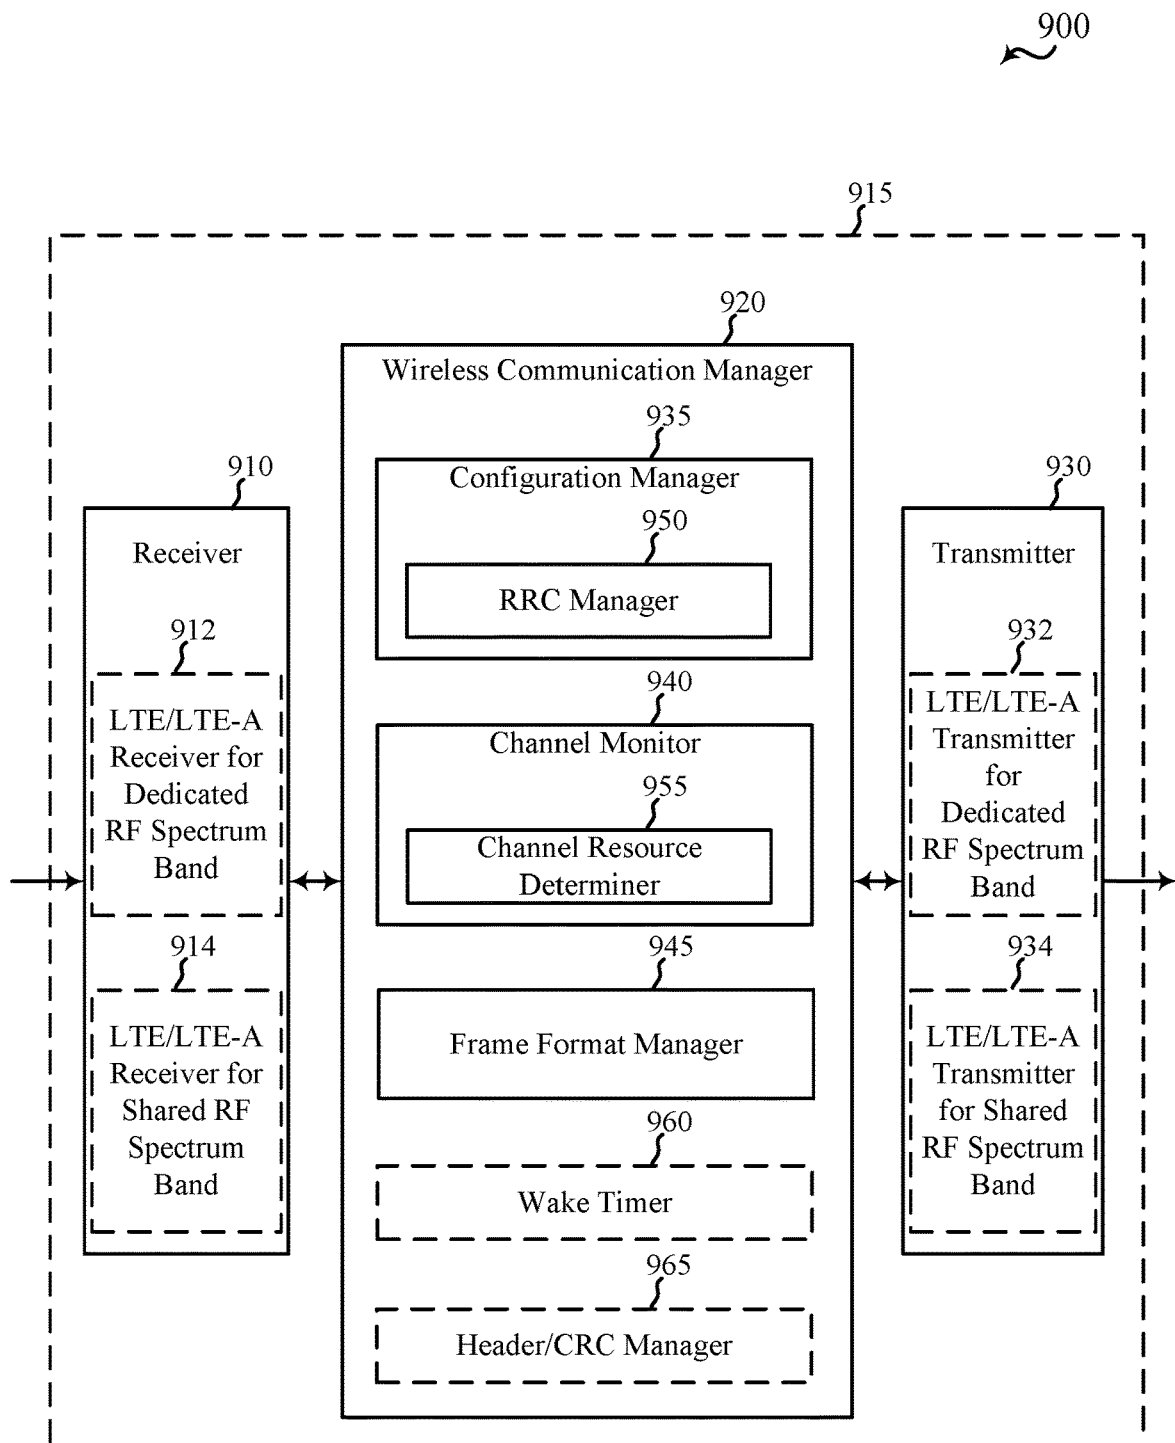 900
915
920
Wireless Communication Manager
935
Configuration Manager
950
RRC Manager
910
Receiver
912
LTE/LTE-A
Receiver for
Dedicated
RF Spectrum
Band
914
LTE/LTE-A
Receiver for
Shared RF
Spectrum
Band
940
Channel Monitor
955
Channel Resource
Determiner
945
Frame Format Manager
960
Wake Timer
965
Header/CRC Manager
930
Transmitter
932
LTE/LTE-A
Transmitter
for
Dedicated
RF Spectrum
Band
934
LTE/LTE-A
Transmitter
for Shared
RF Spectrum
Band